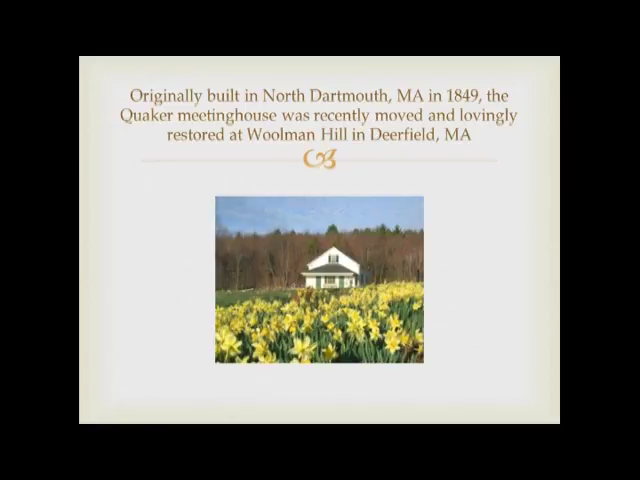 Originally built in North Dartmouth, MA in 1849, the
Quaker meetinghouse was recently moved and lovingly
restored at Woolman Hill in Deerfield, MA